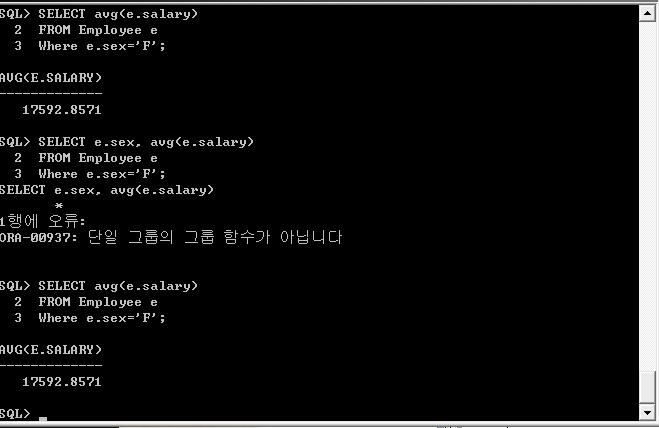 SQL> SELECT avg(e.salary)
2 FROM Employee e
3 Where e.sex='F';
AVG(E.SALARY)
-------------
17592.8571
SQL> SELECT e.sex, avg(e.salary)
2 FROM Employee e
3 Where e.sex='F';
SELECT e.sex, avg(e.salary)
*
1행에 오류:
ORA-00937: 단일 그룹의 그룹 함수가 아닙니다
SQL> SELECT avg(e.salary)
2 FROM Employee e
3 Where e.sex='F';
AVG(E.SALARY)
-------------
17592.8571
SQL> _